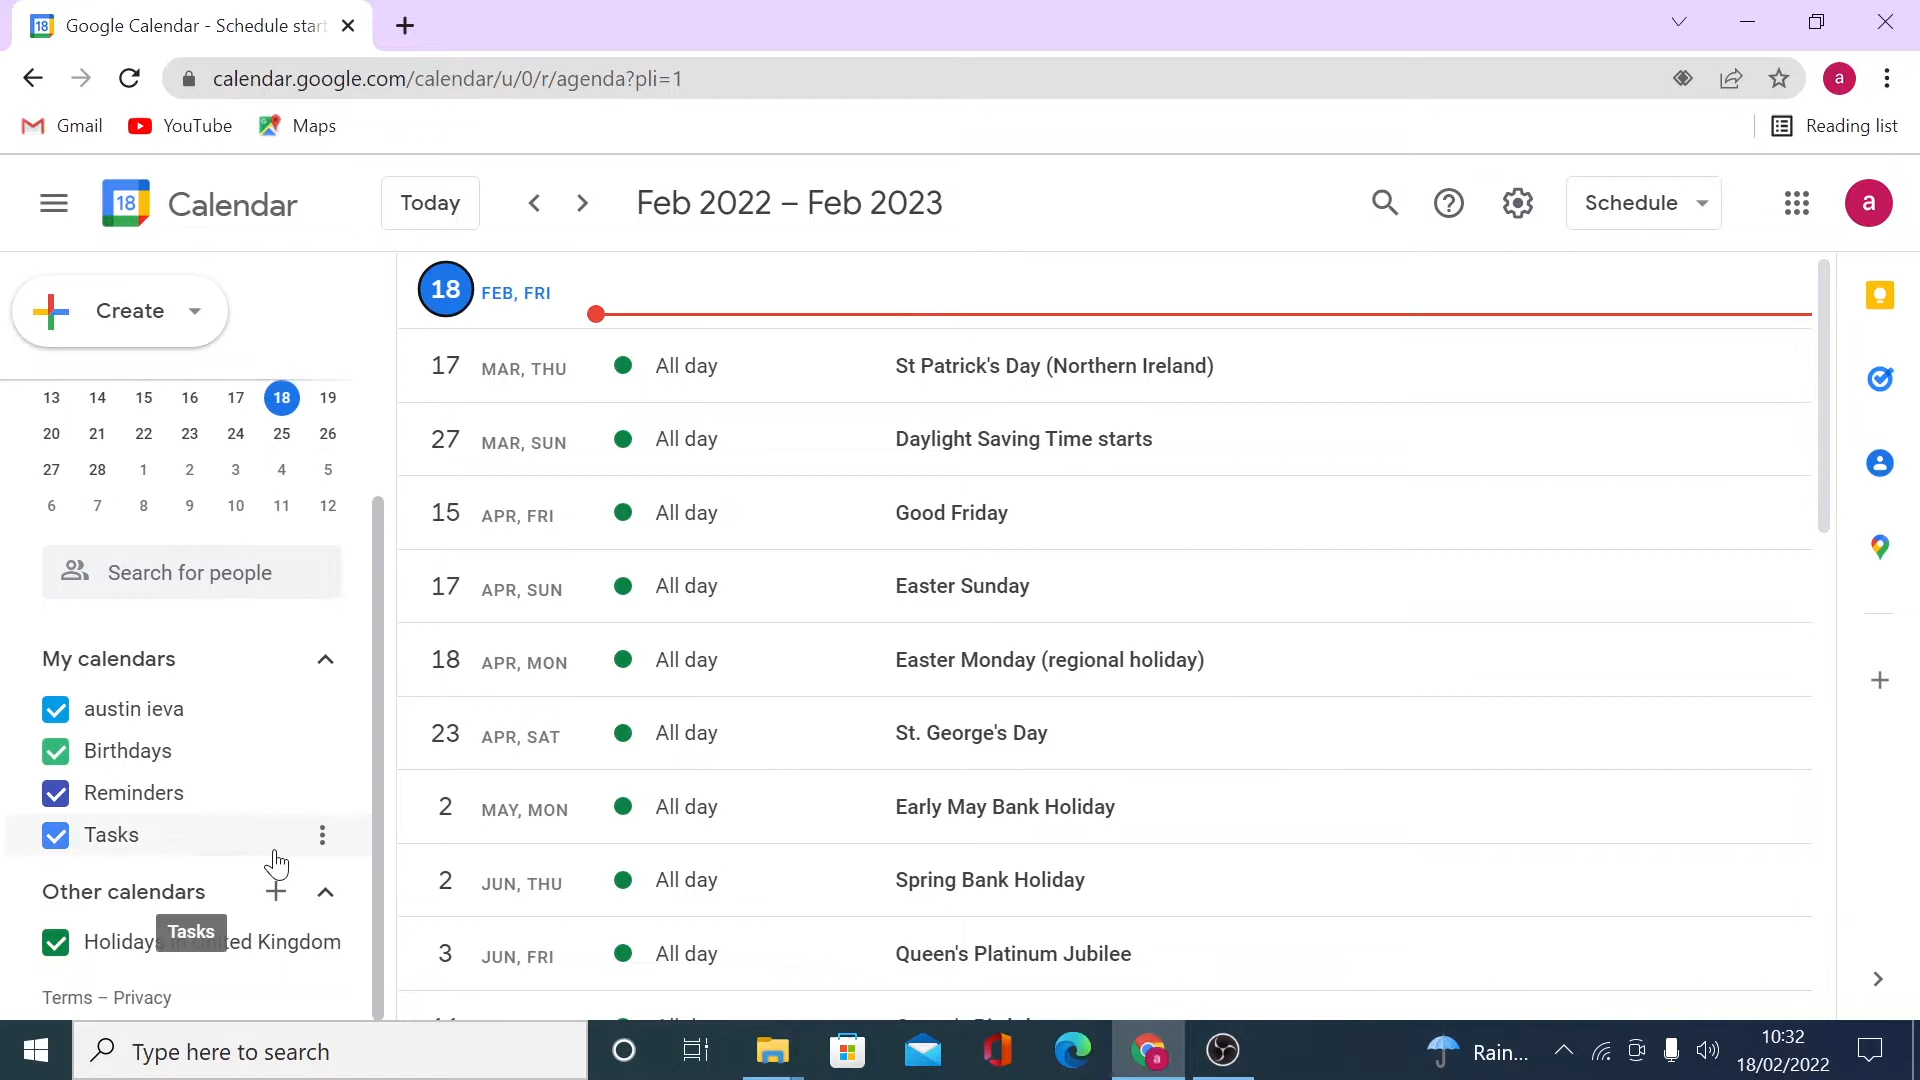 Google Calendar - Schedule start
calendar.google.com/calendar/u/0/r/agenda?pli=1
a
Gmail YouTube Maps Reading list
18 Calendar Today Feb 2022 – Feb 2023 Schedule a
Create
13 14 15 16 17 18 19
20 21 22 23 24 25 26
27 28 1 2 3 4 5
6 7 8 9 10 11 12
Search for people
My calendars
austin ieva
Birthdays
Reminders
Tasks
Other calendars
Tasks
Holidays in United Kingdom
Terms – Privacy
18 FEB, FRI
17 MAR, THU All day St Patrick's Day (Northern Ireland)
27 MAR, SUN All day Daylight Saving Time starts
15 APR, FRI All day Good Friday
17 APR, SUN All day Easter Sunday
18 APR, MON All day Easter Monday (regional holiday)
23 APR, SAT All day St. George's Day
2 MAY, MON All day Early May Bank Holiday
2 JUN, THU All day Spring Bank Holiday
3 JUN, FRI All day Queen's Platinum Jubilee
Type here to search
Rain...
10:32
18/02/2022